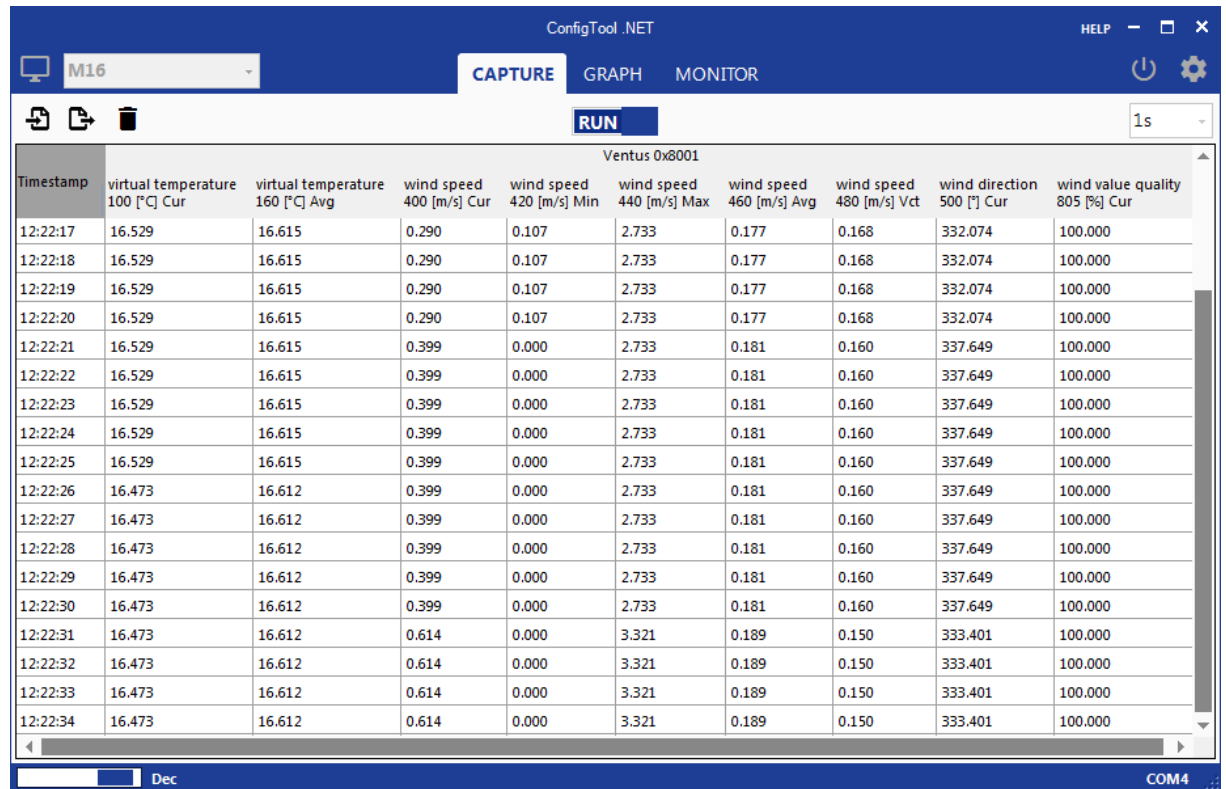 ConfigTool .NET HELP
M16 CAPTURE GRAPH MONITOR
RUN 1s
Ventus 0x8001
Timestamp virtual temperature virtual temperature wind speed wind speed wind speed wind speed wind speed wind direction wind value quality
100 [°C] Cur 160 [°C] Avg 400 [m/s] Cur 420 [m/s] Min 440 [m/s] Max 460 [m/s] Avg 480 [m/s] Vct 500 [°] Cur 805 [%] Cur
12:22:17 16.529 16.615 0.290 0.107 2.733 0.177 0.168 332.074 100.000
12:22:18 16.529 16.615 0.290 0.107 2.733 0.177 0.168 332.074 100.000
12:22:19 16.529 16.615 0.290 0.107 2.733 0.177 0.168 332.074 100.000
12:22:20 16.529 16.615 0.290 0.107 2.733 0.177 0.168 332.074 100.000
12:22:21 16.529 16.615 0.399 0.000 2.733 0.181 0.160 337.649 100.000
12:22:22 16.529 16.615 0.399 0.000 2.733 0.181 0.160 337.649 100.000
12:22:23 16.529 16.615 0.399 0.000 2.733 0.181 0.160 337.649 100.000
12:22:24 16.529 16.615 0.399 0.000 2.733 0.181 0.160 337.649 100.000
12:22:25 16.529 16.615 0.399 0.000 2.733 0.181 0.160 337.649 100.000
12:22:26 16.473 16.612 0.399 0.000 2.733 0.181 0.160 337.649 100.000
12:22:27 16.473 16.612 0.399 0.000 2.733 0.181 0.160 337.649 100.000
12:22:28 16.473 16.612 0.399 0.000 2.733 0.181 0.160 337.649 100.000
12:22:29 16.473 16.612 0.399 0.000 2.733 0.181 0.160 337.649 100.000
12:22:30 16.473 16.612 0.399 0.000 2.733 0.181 0.160 337.649 100.000
12:22:31 16.473 16.612 0.614 0.000 3.321 0.189 0.150 333.401 100.000
12:22:32 16.473 16.612 0.614 0.000 3.321 0.189 0.150 333.401 100.000
12:22:33 16.473 16.612 0.614 0.000 3.321 0.189 0.150 333.401 100.000
12:22:34 16.473 16.612 0.614 0.000 3.321 0.189 0.150 333.401 100.000
Dec COM4